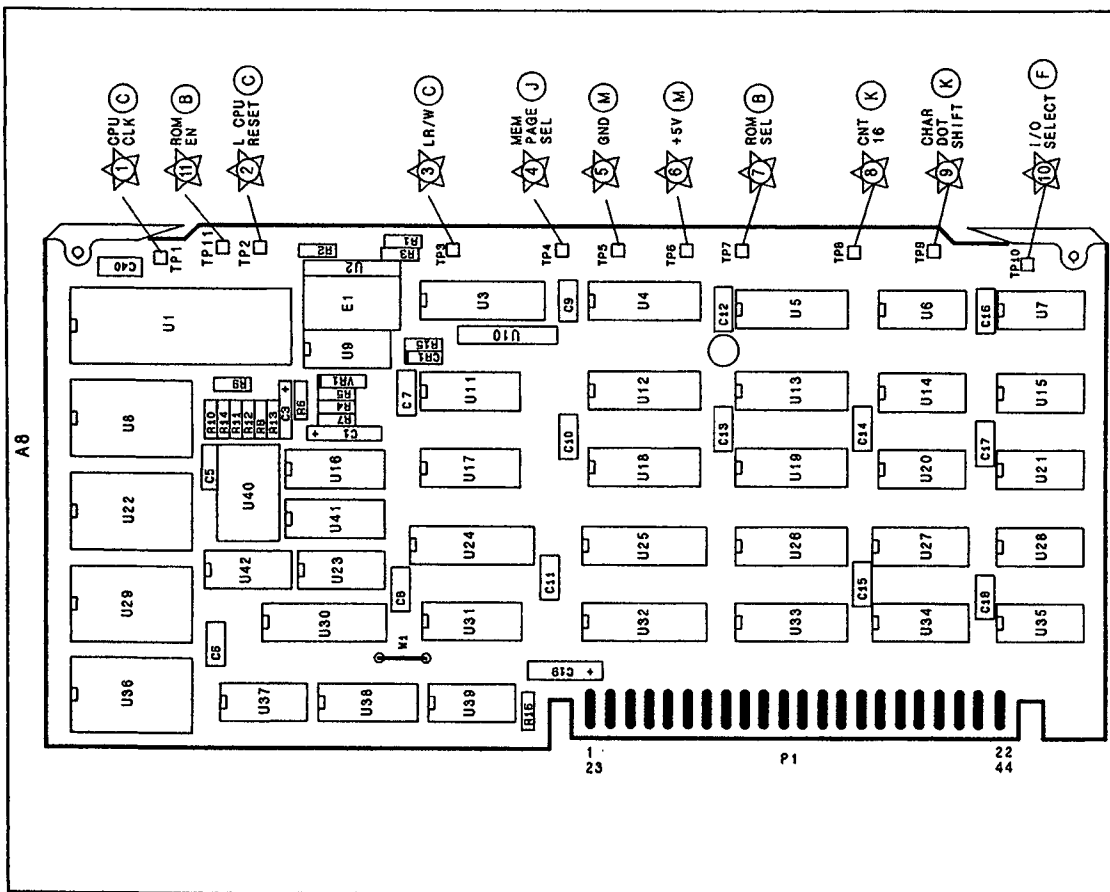 A8
1 CPU CLK C
11 ROM EN B
2 L CPU RESET C
3 LR/W C
4 MEM PAGE SEL J
5 GND M
6 +5V M
7 ROM SEL B
8 CNT 16 K
9 CHAR DOT SHIFT K
10 I/O SELECT F
C40
TP1
TP11
TP2
TP3
TP4
TP5
TP6
TP7
TP8
TP9
TP10
R2
R1
R3
U1
U2
E1
U9
U3
U10
C9
U4
C12
U5
U6
C16
U7
R15
CR1
U8
R9
R10
R14
R11
R12
R8
R13
C3 +
R6
VR1
R5
R4
R7
+ C1
C7
U11
U12
U13
U14
U15
C10
C13
C14
C17
C5
U40
U16
U17
U18
U19
U20
U21
U22
U41
U42
U23
U24
U25
U26
U27
U28
C8
C11
C15
C18
U29
C6
U30
U31
U32
U33
U34
U35
W1
C19 +
U36
U37
U38
U39
R16
1
23
P1
22
44